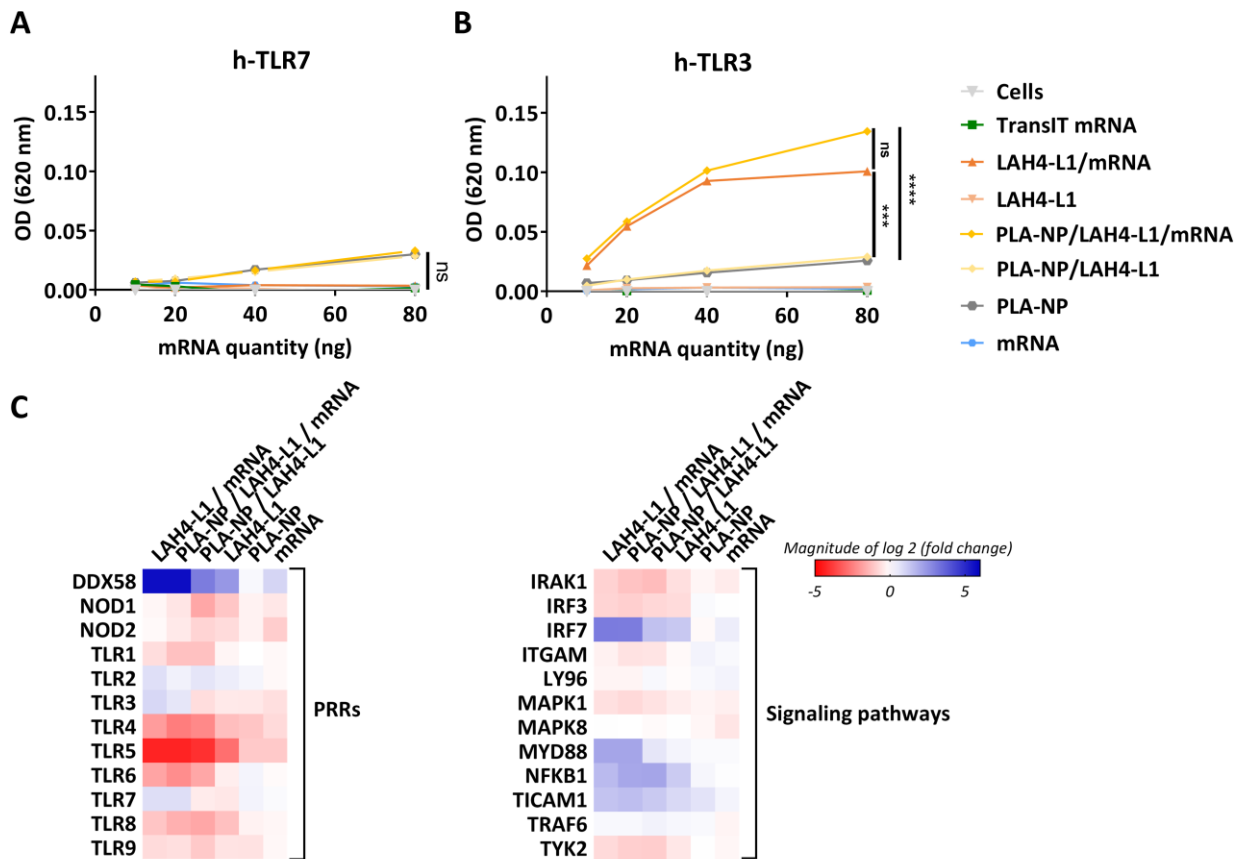 A
h-TLR7
OD (620 nm)
0.15
0.10
0.05
0.00
0
20
40
60
80
ns
mRNA quantity (ng)
B
h-TLR3
OD (620 nm)
0.15
0.10
0.05
0.00
0
20
40
60
80
ns
***
****
mRNA quantity (ng)
Cells
TransIT mRNA
LAH4-L1/mRNA
LAH4-L1
PLA-NP/LAH4-L1/mRNA
PLA-NP/LAH4-L1
PLA-NP
mRNA
C
LAH4-L1 / mRNA
PLA-NP / LAH4-L1 / mRNA
PLA-NP / LAH4-L1
LAH4-L1
PLA-NP
mRNA
DDX58
NOD1
NOD2
TLR1
TLR2
TLR3
TLR4
TLR5
TLR6
TLR7
TLR8
TLR9
PRRs
LAH4-L1 / mRNA
PLA-NP / LAH4-L1 / mRNA
PLA-NP / LAH4-L1
LAH4-L1
PLA-NP
mRNA
IRAK1
IRF3
IRF7
ITGAM
LY96
MAPK1
MAPK8
MYD88
NFKB1
TICAM1
TRAF6
TYK2
Signaling pathways
Magnitude of log 2 (fold change)
-5
0
5